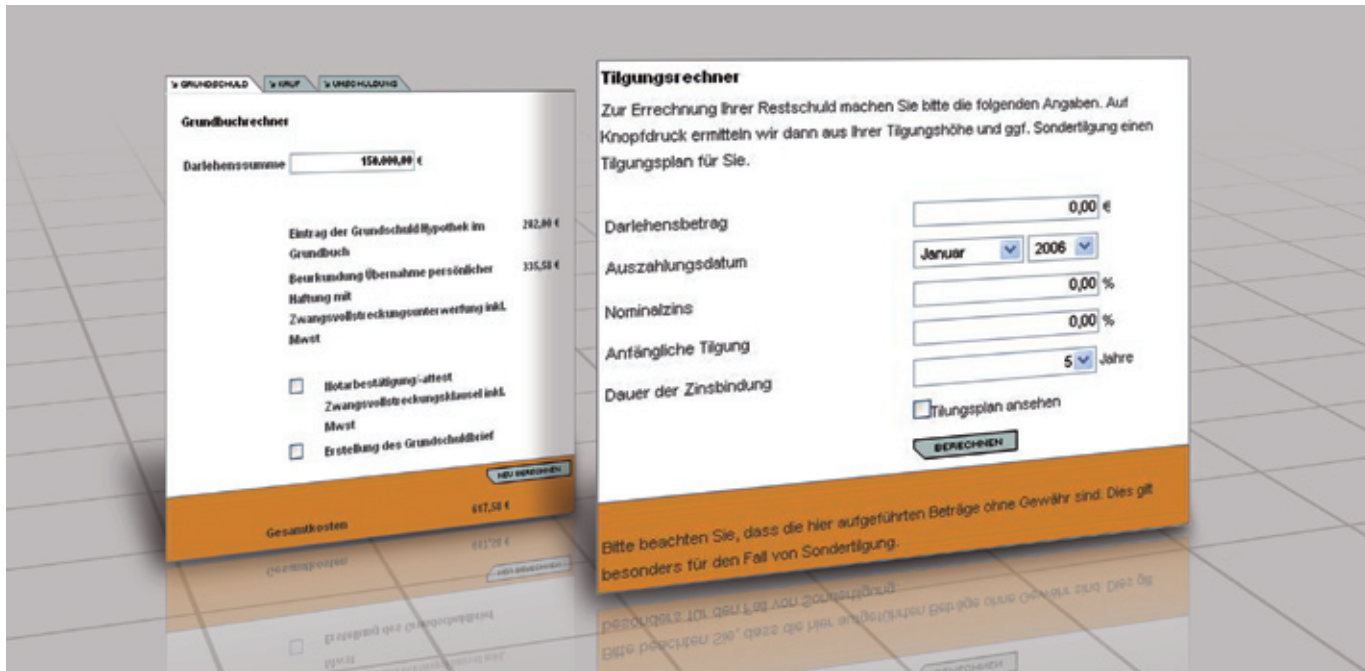 GRUNDSCHULD
KAUF
UMSCHULDUNG
Grundbuchrechner
Darlehenssumme 150.000,00 €
Eintrag der Grundschuld/Hypothek im 282,00 €
Grundbuch
Beurkundung Übernahme persönlicher 335,58 €
Haftung mit
Zwangsvollstreckungsunterwerfung inkl.
Mwst
Notarbestätigung/-attest
Zwangsvollstreckungsklausel inkl.
Mwst
Erstellung des Grundschuldbrief
NEU BERECHNEN
Gesamtkosten 617,58 €
Tilgungsrechner
Zur Errechnung Ihrer Restschuld machen Sie bitte die folgenden Angaben. Auf
Knopfdruck ermitteln wir dann aus Ihrer Tilgungshöhe und ggf. Sondertilgung einen
Tilgungsplan für Sie.
Darlehensbetrag 0,00 €
Auszahlungsdatum Januar 2006
Nominalzins 0,00 %
Anfängliche Tilgung 0,00 %
Dauer der Zinsbindung 5 Jahre
Tilungsplan ansehen
BERECHNEN
Bitte beachten Sie, dass die hier aufgeführten Beträge ohne Gewähr sind. Dies gilt
besonders für den Fall von Sondertilgung.